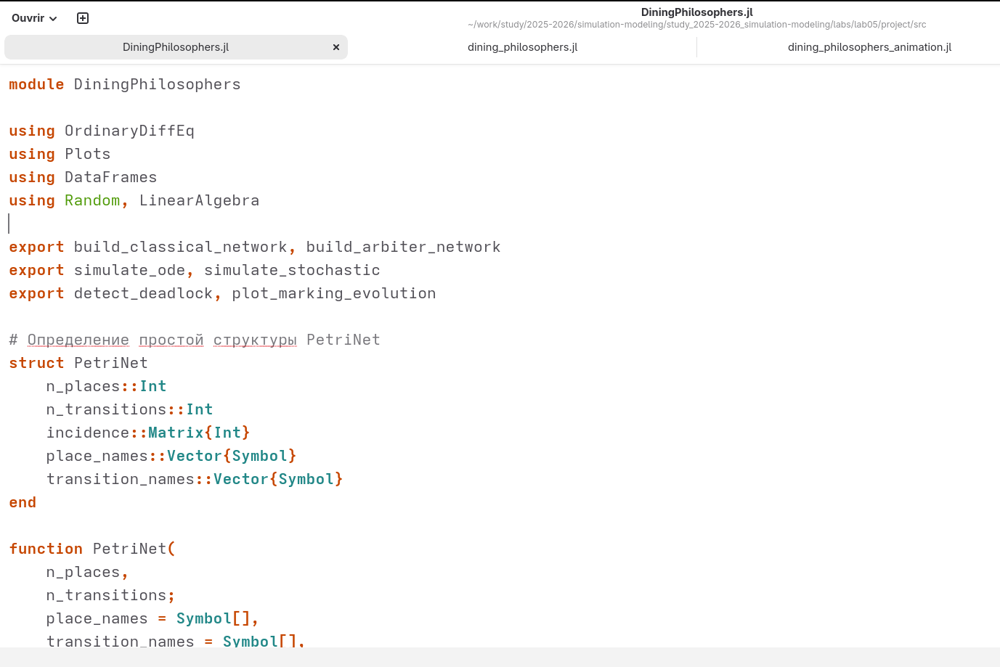 Ouvrir
DiningPhilosophers.jl
~/work/study/2025-2026/simulation-modeling/study_2025-2026_simulation-modeling/labs/lab05/project/src
DiningPhilosophers.jl × dining_philosophers.jl dining_philosophers_animation.jl
module DiningPhilosophers
using OrdinaryDiffEq
using Plots
using DataFrames
using Random, LinearAlgebra
export build_classical_network, build_arbiter_network
export simulate_ode, simulate_stochastic
export detect_deadlock, plot_marking_evolution
# Определение простой структуры PetriNet
struct PetriNet
    n_places::Int
    n_transitions::Int
    incidence::Matrix{Int}
    place_names::Vector{Symbol}
    transition_names::Vector{Symbol}
end
function PetriNet(
    n_places,
    n_transitions;
    place_names = Symbol[],
    transition_names = Symbol[],